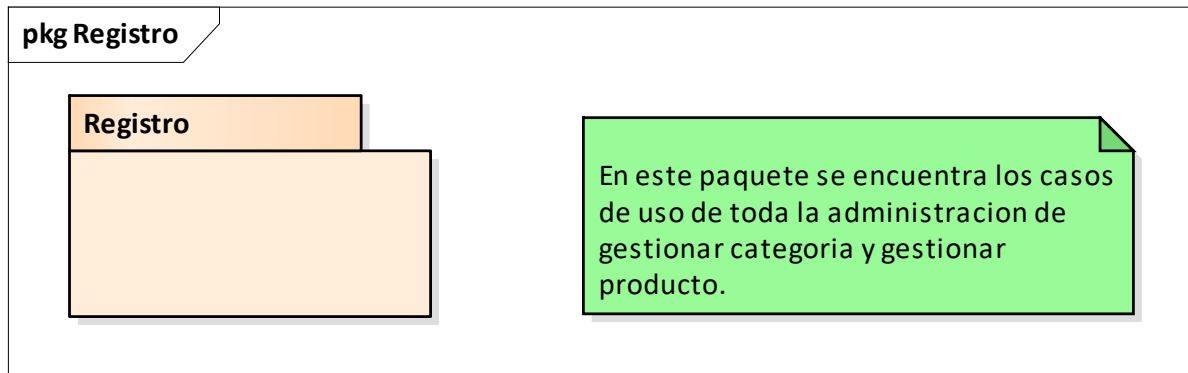 pkg Registro
Registro
En este paquete se encuentra los casos
de uso de toda la administracion de
gestionar categoria y gestionar
producto.